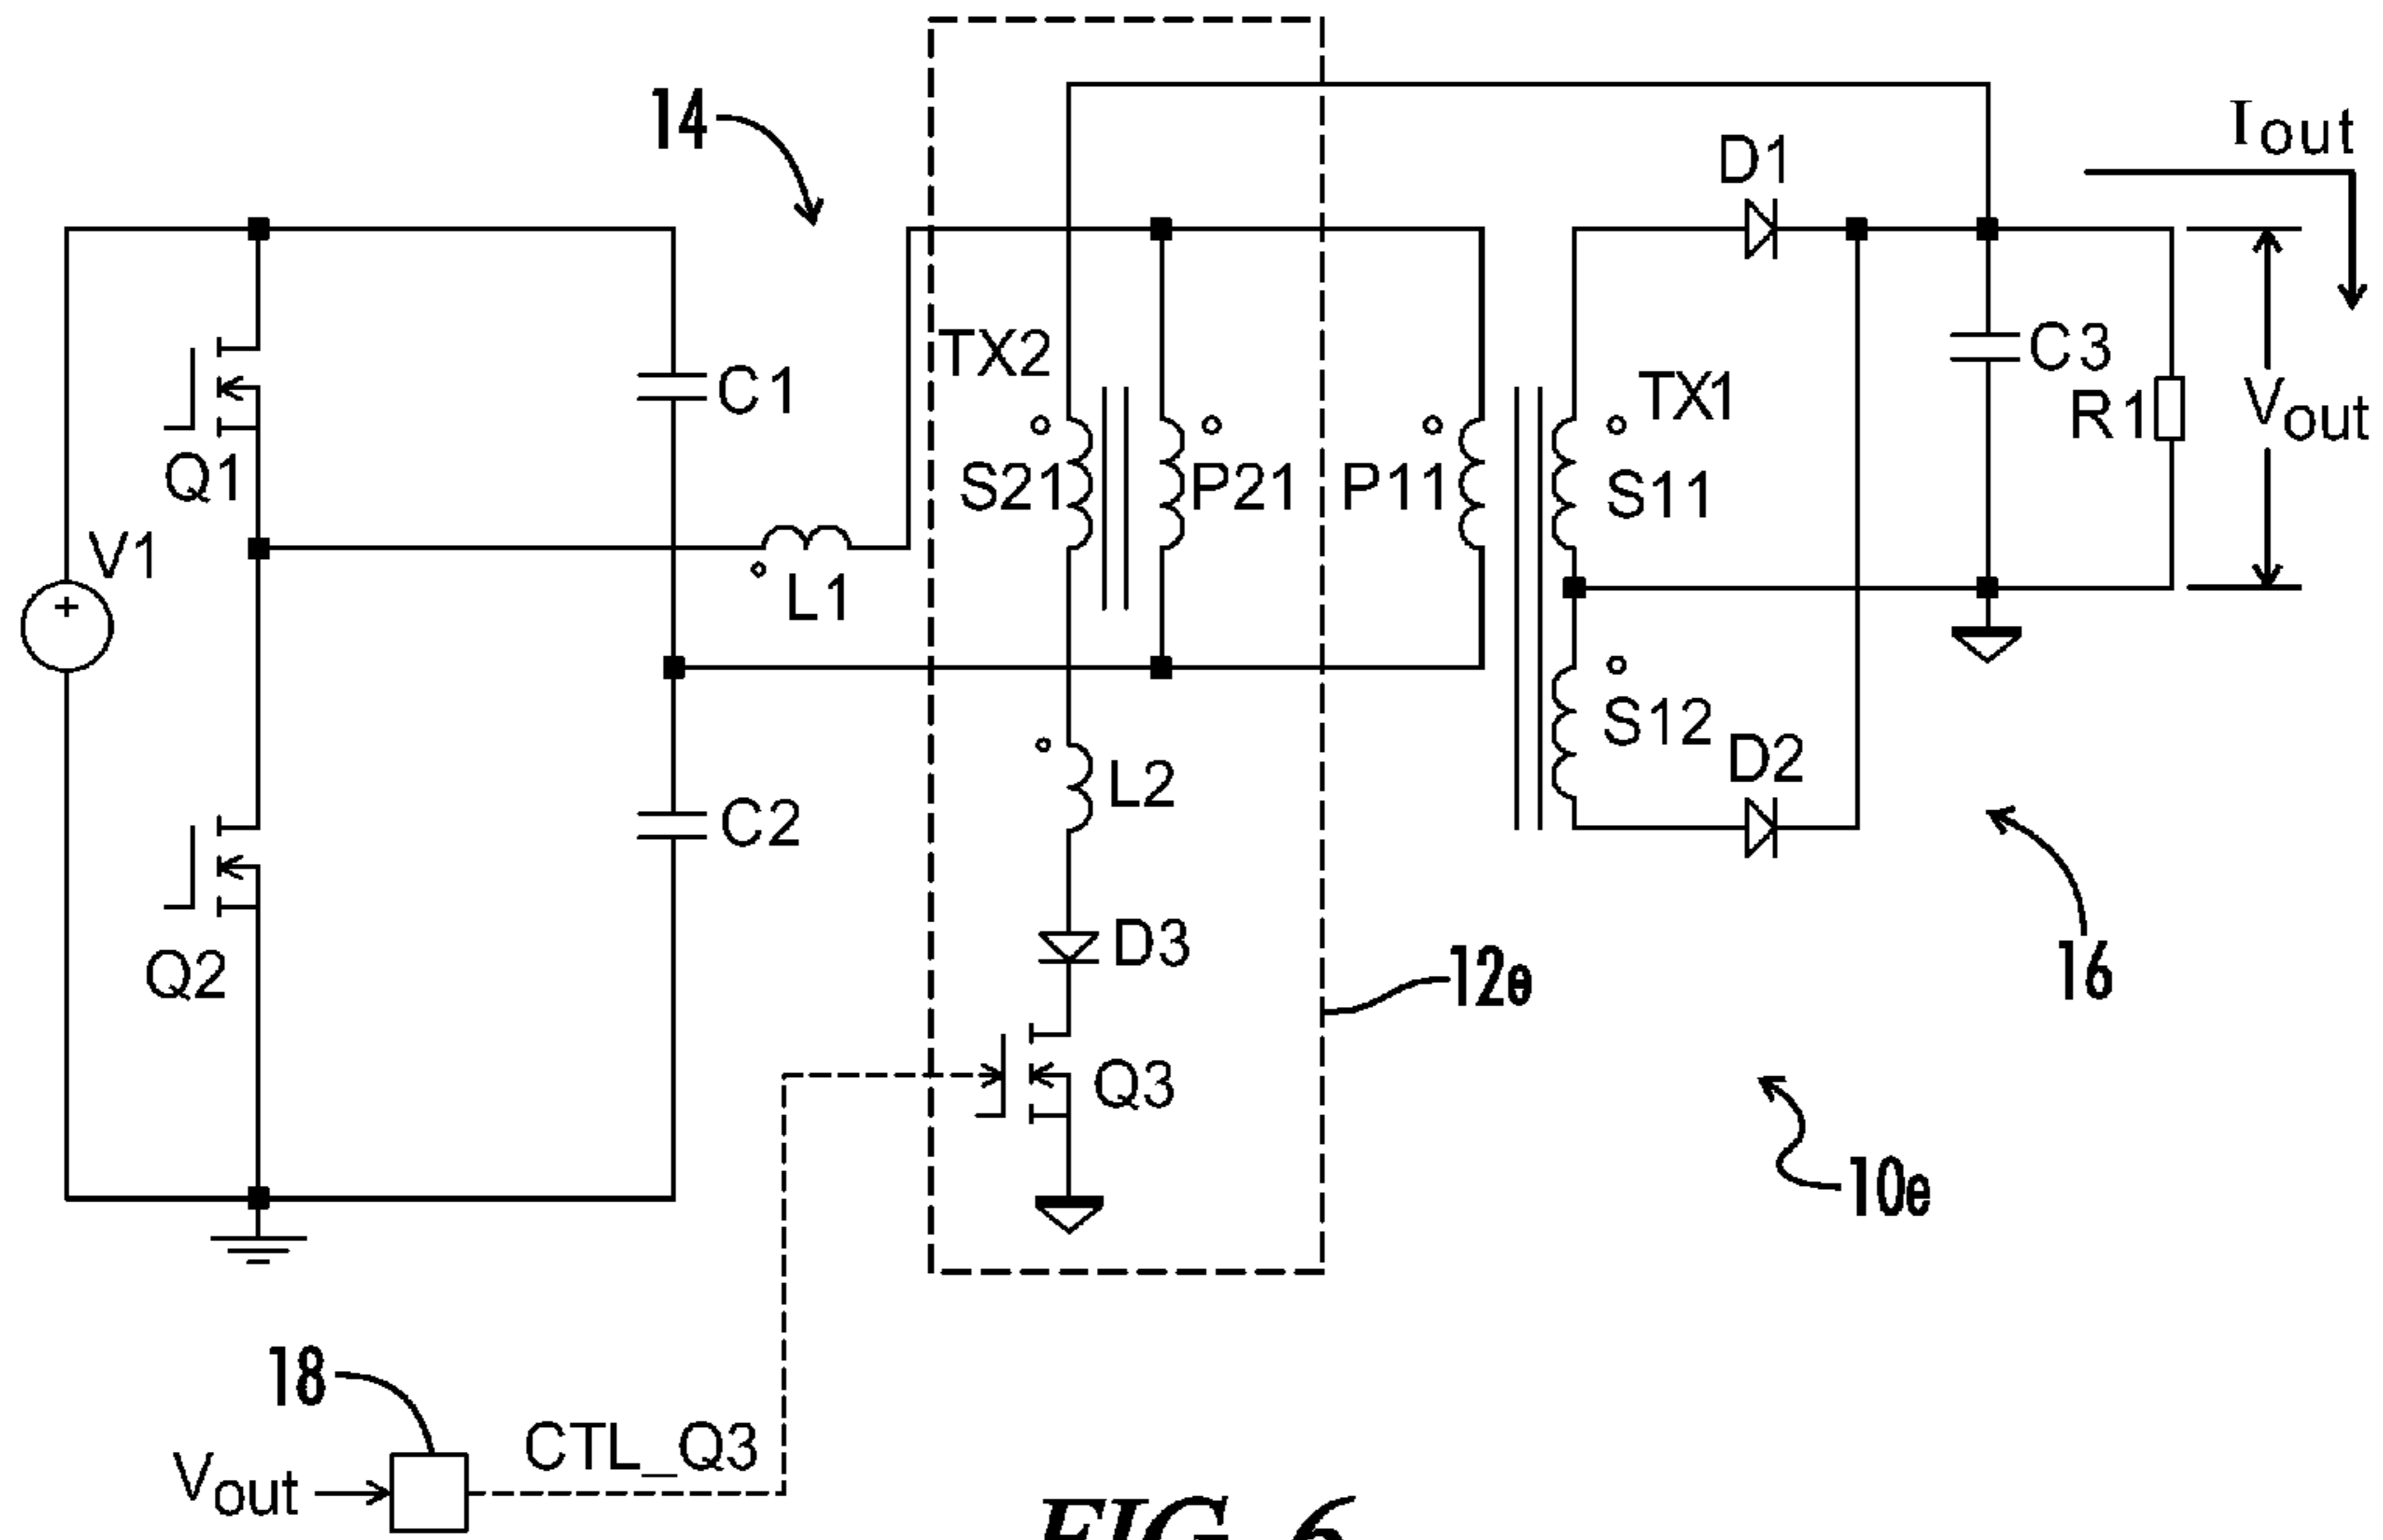 14
I out
D1
TX2
C1
C3
TX1
R1
Vout
Q1
S21
P21
P11
S11
V1
L1
S12
D2
L2
C2
Q2
D3
12e
16
Q3
10e
18
CTL_Q3
Vout
+
FIG. 6